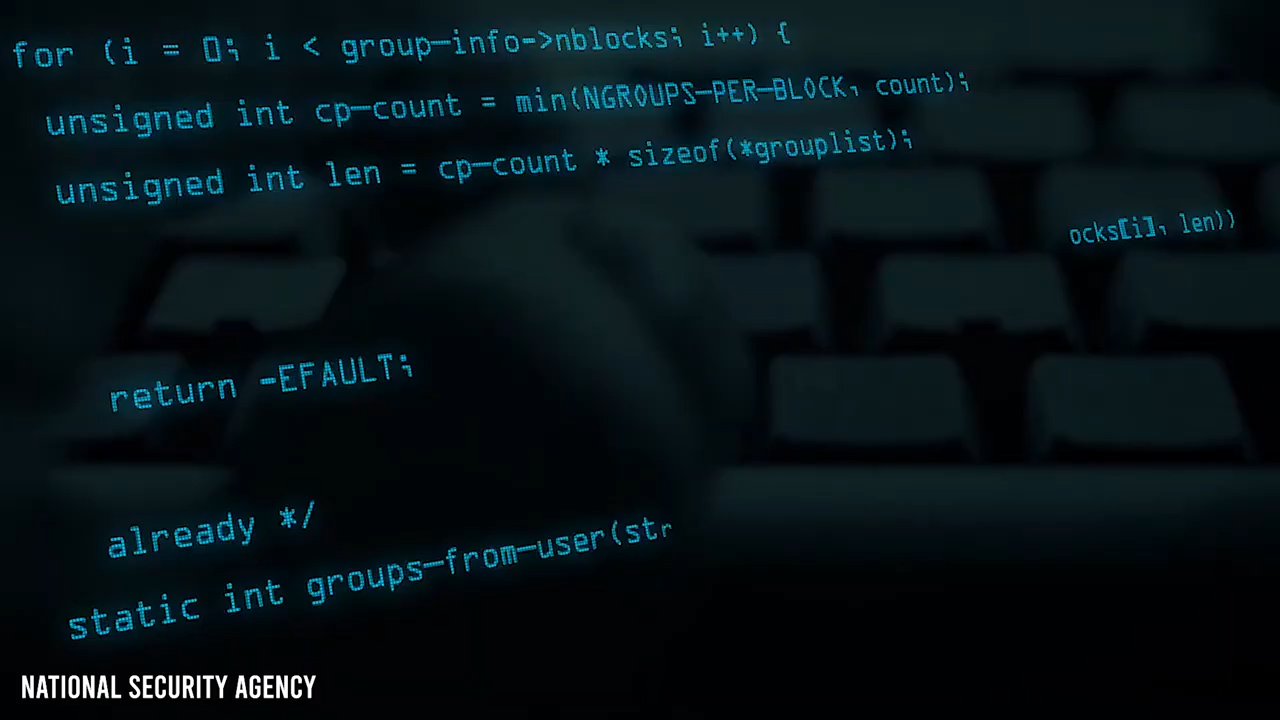 for (i = 0; i < group—info->nblocks; i++) {
unsigned int cp—count = min(NGROUPS—PER—BLOCK, count);
unsigned int len = cp—count * sizeof(*grouplist);
ocks[i], len))
return -EFAULT;
already */
static int groups—from—user(str
NATIONAL SECURITY AGENCY